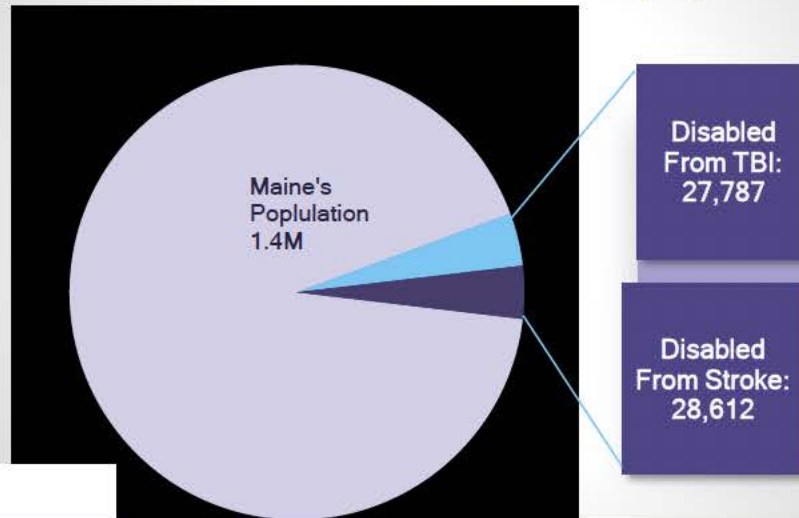 Maine's
Poplulation
1.4M
Disabled
From TBI:
27,787
Disabled
From Stroke:
28,612